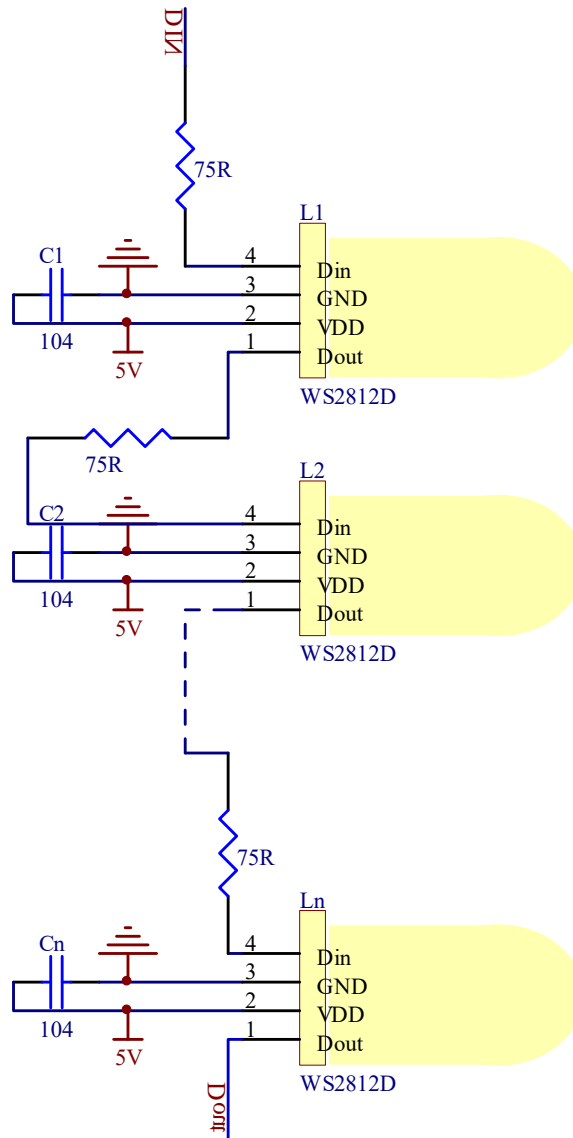 DIN
75R
L1
C1
4 Din
3 GND
2 VDD
104
1 Dout
5V
WS2812D
75R
L2
C2
4 Din
3 GND
2 VDD
104
1 Dout
5V
WS2812D
75R
Ln
Cn
4 Din
3 GND
2 VDD
104
1 Dout
5V
WS2812D
Dout